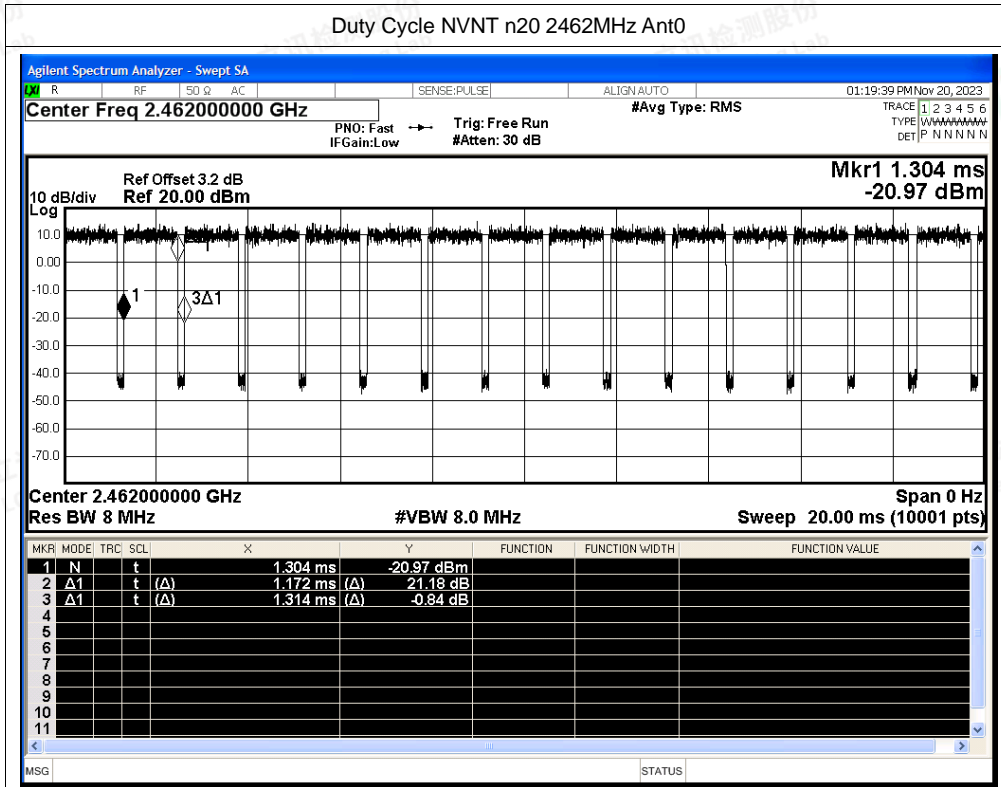 Duty Cycle NVNT n20 2462MHz Ant0
Agilent Spectrum Analyzer - Swept SA
LXI R RF 50 Ω AC SENSE:PULSE ALIGN AUTO 01:19:39 PM Nov 20, 2023
Center Freq 2.462000000 GHz #Avg Type: RMS TRACE 1 2 3 4 5 6
PNO: Fast Trig: Free Run TYPE WWWWWW
IFGain:Low #Atten: 30 dB DET P N N N N N
Mkr1 1.304 ms
-20.97 dBm
Ref Offset 3.2 dB
10 dB/div Ref 20.00 dBm
Log
10.0
0.00
-10.0
1 3Δ1
-20.0
-30.0
-40.0
-50.0
-60.0
-70.0
Center 2.462000000 GHz Span 0 Hz
Res BW 8 MHz #VBW 8.0 MHz Sweep 20.00 ms (10001 pts)
MKR MODE TRC SCL X Y FUNCTION FUNCTION WIDTH FUNCTION VALUE
1 N t 1.304 ms -20.97 dBm
2 Δ1 t (Δ) 1.172 ms (Δ) 21.18 dB
3 Δ1 t (Δ) 1.314 ms (Δ) -0.84 dB
4
5
6
7
8
9
10
11
MSG STATUS